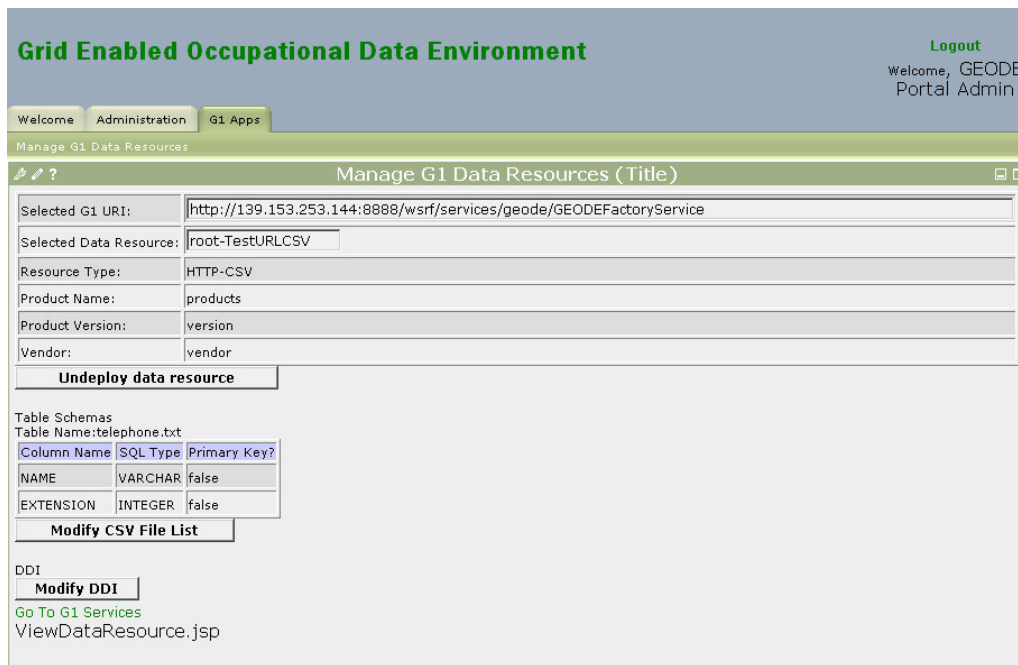 Grid Enabled Occupational Data Environment
Logout
Welcome, GEODE
Portal Admin
Welcome Administration G1 Apps
Manage G1 Data Resources
? Manage G1 Data Resources (Title)
Selected G1 URI: http://139.153.253.144:8888/wsrf/services/geode/GEODEFactoryService
Selected Data Resource: root-TestURLCSV
Resource Type: HTTP-CSV
Product Name: products
Product Version: version
Vendor: vendor
Undeploy data resource
Table Schemas
Table Name:telephone.txt
Column Name SQL Type Primary Key?
NAME VARCHAR false
EXTENSION INTEGER false
Modify CSV File List
DDI
Modify DDI
Go To G1 Services
ViewDataResource.jsp